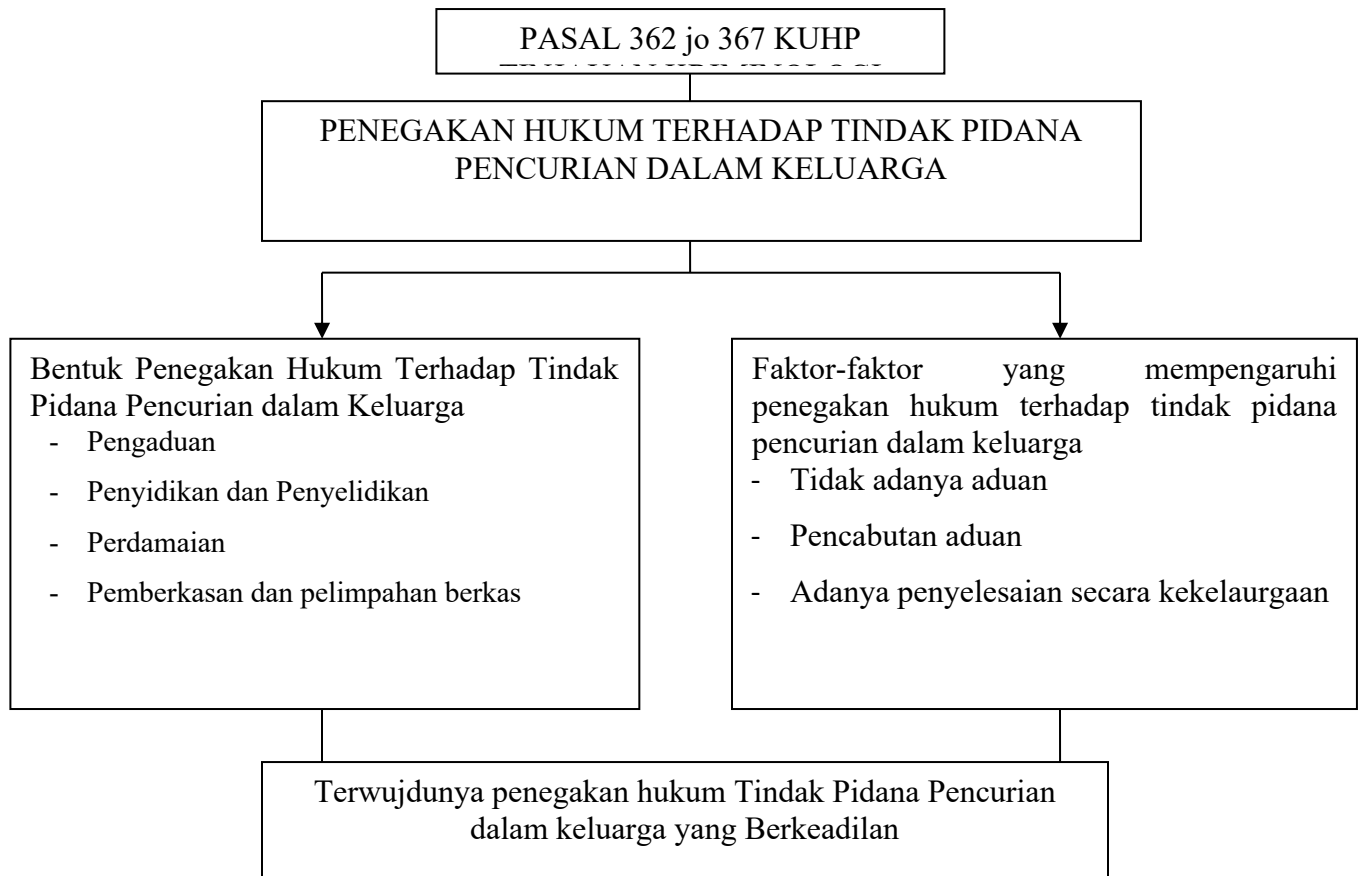 PASAL 362 jo 367 KUHP
PENEGAKAN HUKUM TERHADAP TINDAK PIDANA
PENCURIAN DALAM KELUARGA
Bentuk Penegakan Hukum Terhadap Tindak
Pidana Pencurian dalam Keluarga
- Pengaduan
- Penyidikan dan Penyelidikan
- Perdamaian
- Pemberkasan dan pelimpahan berkas
Faktor-faktor yang mempengaruhi
penegakan hukum terhadap tindak pidana
pencurian dalam keluarga
- Tidak adanya aduan
- Pencabutan aduan
- Adanya penyelesaian secara kekelaurgaan
Terwujdunya penegakan hukum Tindak Pidana Pencurian
dalam keluarga yang Berkeadilan